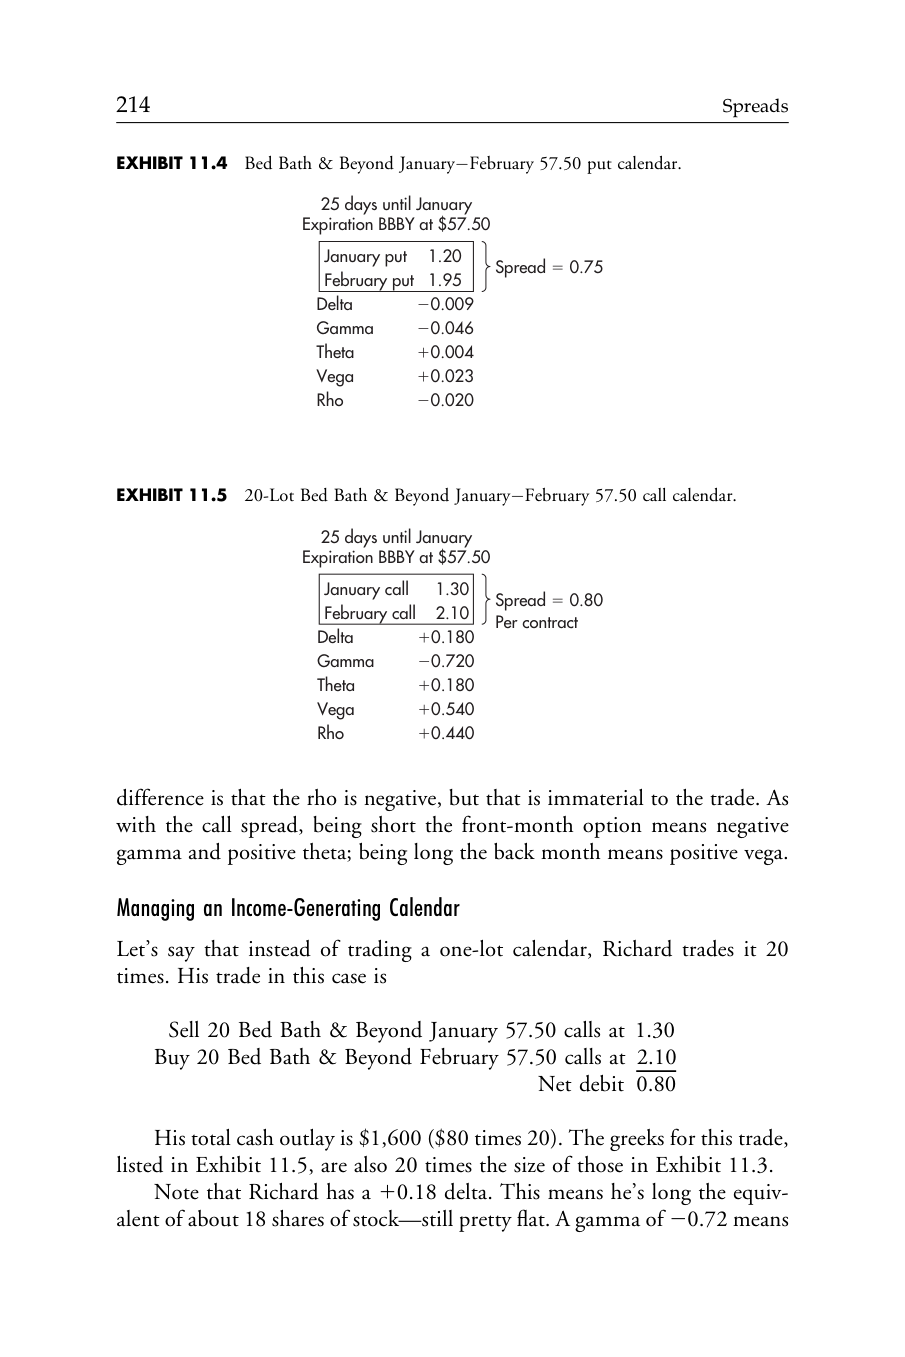 214 Spreads
EXHIBIT 11.4 Bed Bath & Beyond January–February 57.50 put calendar.
25 days until January
Expiration BBBY at $57.50
January put 1.20
Spread = 0.75
February put 1.95
Delta −0.009
Gamma −0.046
Theta +0.004
Vega +0.023
Rho −0.020
EXHIBIT 11.5 20-Lot Bed Bath & Beyond January–February 57.50 call calendar.
25 days until January
Expiration BBBY at $57.50
January call 1.30
Spread = 0.80
February call 2.10
Per contract
Delta +0.180
Gamma −0.720
Theta +0.180
Vega +0.540
Rho +0.440
difference is that the rho is negative, but that is immaterial to the trade. As
with the call spread, being short the front-month option means negative
gamma and positive theta; being long the back month means positive vega.
Managing an Income-Generating Calendar
Let’s say that instead of trading a one-lot calendar, Richard trades it 20
times. His trade in this case is
Sell 20 Bed Bath & Beyond January 57.50 calls at 1.30
Buy 20 Bed Bath & Beyond February 57.50 calls at 2.10
Net debit 0.80
His total cash outlay is $1,600 ($80 times 20). The greeks for this trade,
listed in Exhibit 11.5, are also 20 times the size of those in Exhibit 11.3.
Note that Richard has a +0.18 delta. This means he’s long the equiv-
alent of about 18 shares of stock—still pretty flat. A gamma of −0.72 means